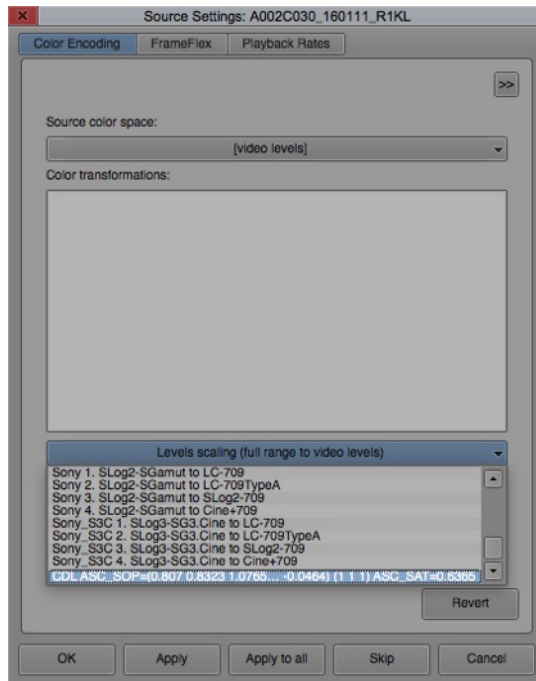 X
Source Settings: A002C030_160111_R1KL
Color Encoding
FrameFlex
Playback Rates
>>
Source color space:
[video levels]
Color transformations:
Levels scaling (full range to video levels)
Sony 1. SLog2-SGamut to LC-709
Sony 2. SLog2-SGamut to LC-709TypeA
Sony 3. SLog2-SGamut to SLog2-709
Sony 4. SLog2-SGamut to Cine+709
Sony_S3C 1. SLog3-SG3.Cine to LC-709
Sony_S3C 2. SLog3-SG3.Cine to LC-709TypeA
Sony_S3C 3. SLog3-SG3.Cine to SLog2-709
Sony_S3C 4. SLog3-SG3.Cine to Cine+709
CDL ASC_SOP=(0.807 0.8323 1.0765... -0.0464) (1 1 1) ASC_SAT=0.6365
Revert
OK
Apply
Apply to all
Skip
Cancel